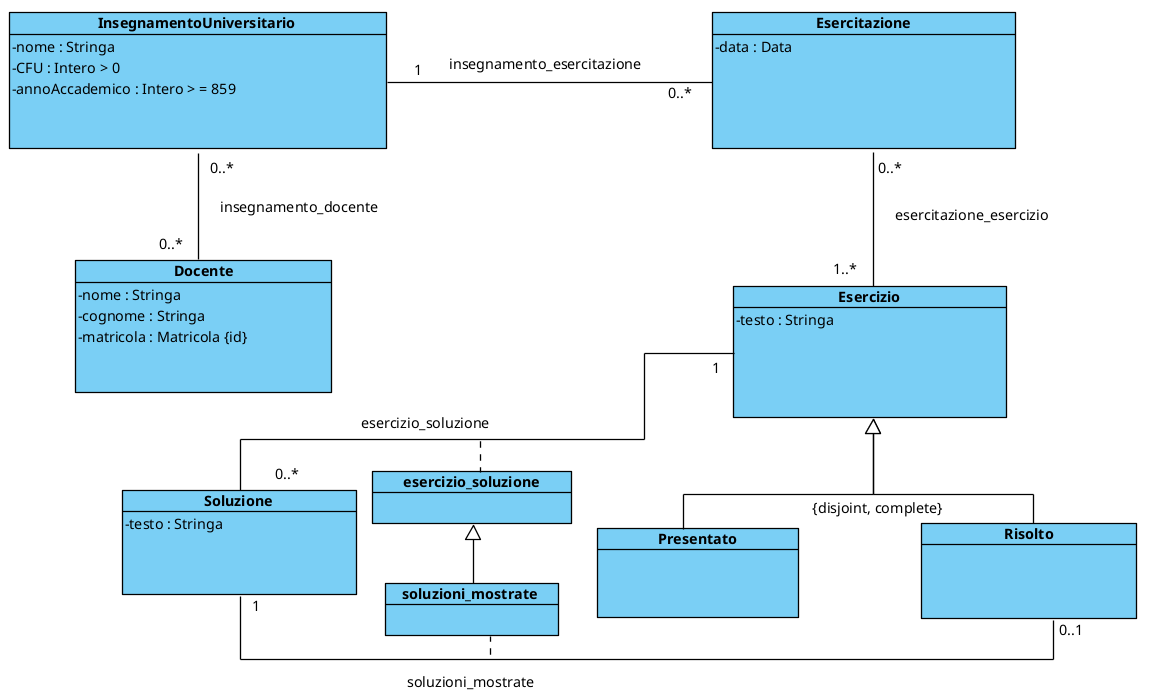 InsegnamentoUniversitario
-nome : Stringa
-CFU : Intero > 0
-annoAccademico : Intero > = 859
1
insegnamento_esercitazione
0..*
Esercitazione
-data : Data
0..*
insegnamento_docente
0..*
0..*
esercitazione_esercizio
1..*
Docente
-nome : Stringa
-cognome : Stringa
-matricola : Matricola {id}
Esercizio
-testo : Stringa
1
esercizio_soluzione
0..*
Soluzione
-testo : Stringa
esercizio_soluzione
{disjoint, complete}
Presentato
Risolto
soluzioni_mostrate
1
0..1
soluzioni_mostrate